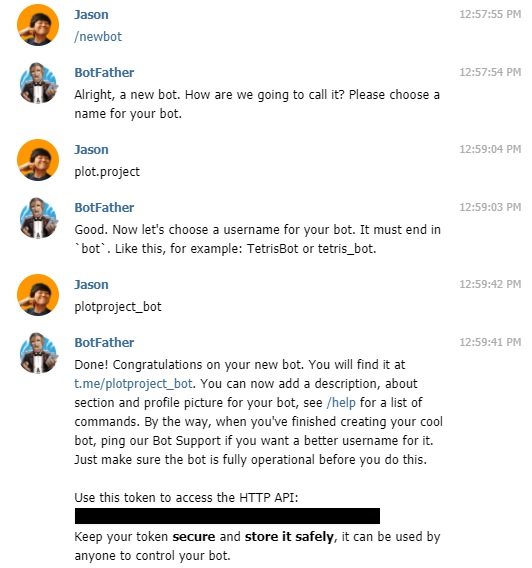 Jason 12:57:55 PM
/newbot
BotFather 12:57:54 PM
Alright, a new bot. How are we going to call it? Please choose a
name for your bot.
Jason 12:59:04 PM
plot.project
BotFather 12:59:03 PM
Good. Now let's choose a username for your bot. It must end in
`bot`. Like this, for example: TetrisBot or tetris_bot.
Jason 12:59:42 PM
plotproject_bot
BotFather 12:59:41 PM
Done! Congratulations on your new bot. You will find it at
t.me/plotproject_bot. You can now add a description, about
section and profile picture for your bot, see /help for a list of
commands. By the way, when you've finished creating your cool
bot, ping our Bot Support if you want a better username for it.
Just make sure the bot is fully operational before you do this.
Use this token to access the HTTP API:
Keep your token secure and store it safely, it can be used by
anyone to control your bot.